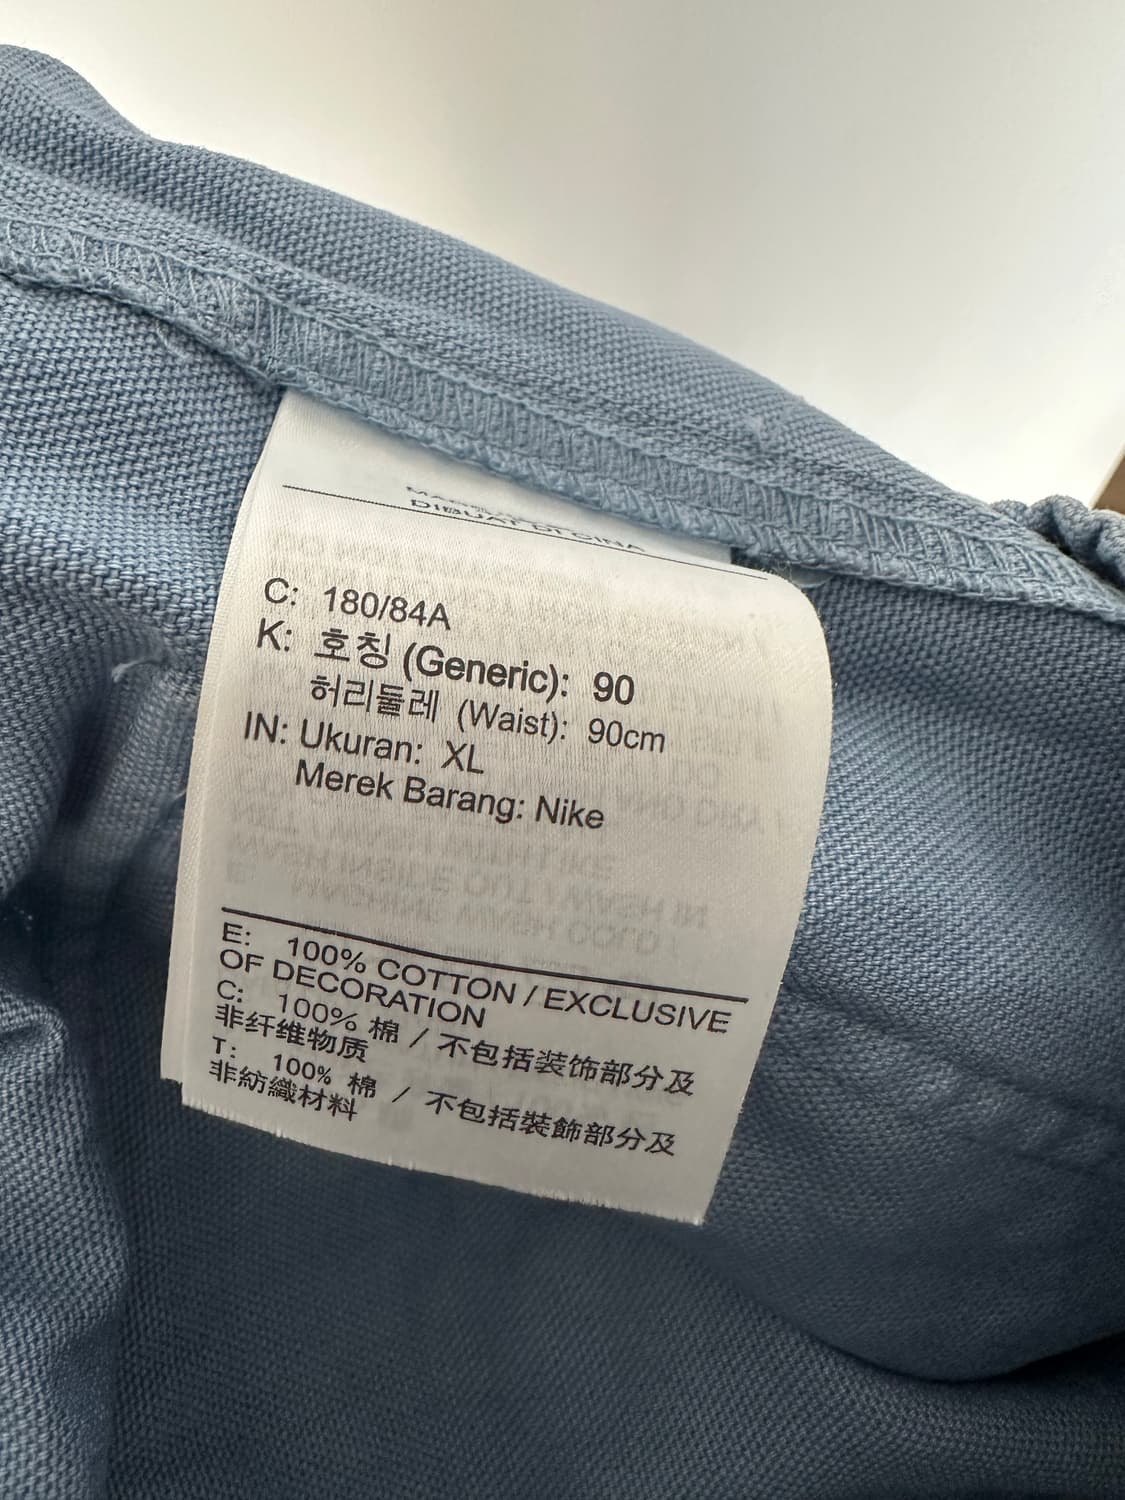 DIBUAT DI CINA
C: 180/84A
K: 호칭 (Generic): 90
허리둘레 (Waist): 90cm
IN: Ukuran: XL
Merek Barang: Nike
E: 100% COTTON / EXCLUSIVE
OF DECORATION
C: 100% 棉 / 不包括装饰部分及
非纤维物质
T: 100% 棉 / 不包括裝飾部分及
非紡織材料